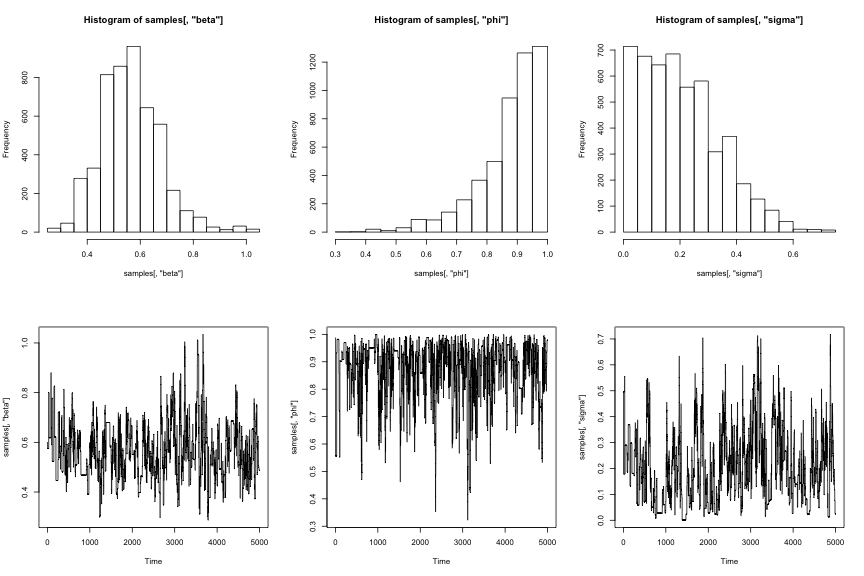 Histogram of samples[, "beta"]
Frequency
0 200 400 600 800
0.4 0.6 0.8 1.0
samples[, "beta"]
Histogram of samples[, "phi"]
Frequency
0 200 400 600 800 1000 1200
0.3 0.4 0.5 0.6 0.7 0.8 0.9 1.0
samples[, "phi"]
Histogram of samples[, "sigma"]
Frequency
0 100 200 300 400 500 600 700
0.0 0.2 0.4 0.6
samples[, "sigma"]
samples[, "beta"]
0.4 0.6 0.8 1.0
0 1000 2000 3000 4000 5000
Time
samples[, "phi"]
0.3 0.4 0.5 0.6 0.7 0.8 0.9 1.0
0 1000 2000 3000 4000 5000
Time
samples[, "sigma"]
0.0 0.1 0.2 0.3 0.4 0.5 0.6 0.7
0 1000 2000 3000 4000 5000
Time